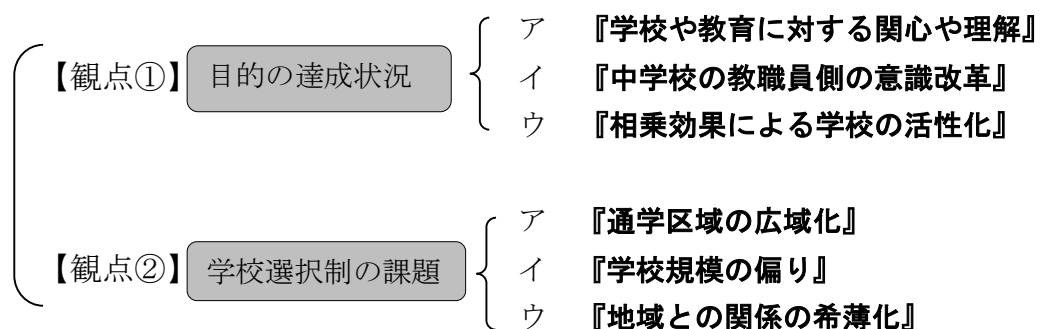 ア 『学校や教育に対する関心や理解』
【観点①】 目的の達成状況 イ 『中学校の教職員側の意識改革』
ウ 『相乗効果による学校の活性化』
ア 『通学区域の広域化』
【観点②】 学校選択制の課題 イ 『学校規模の偏り』
ウ 『地域との関係の希薄化』